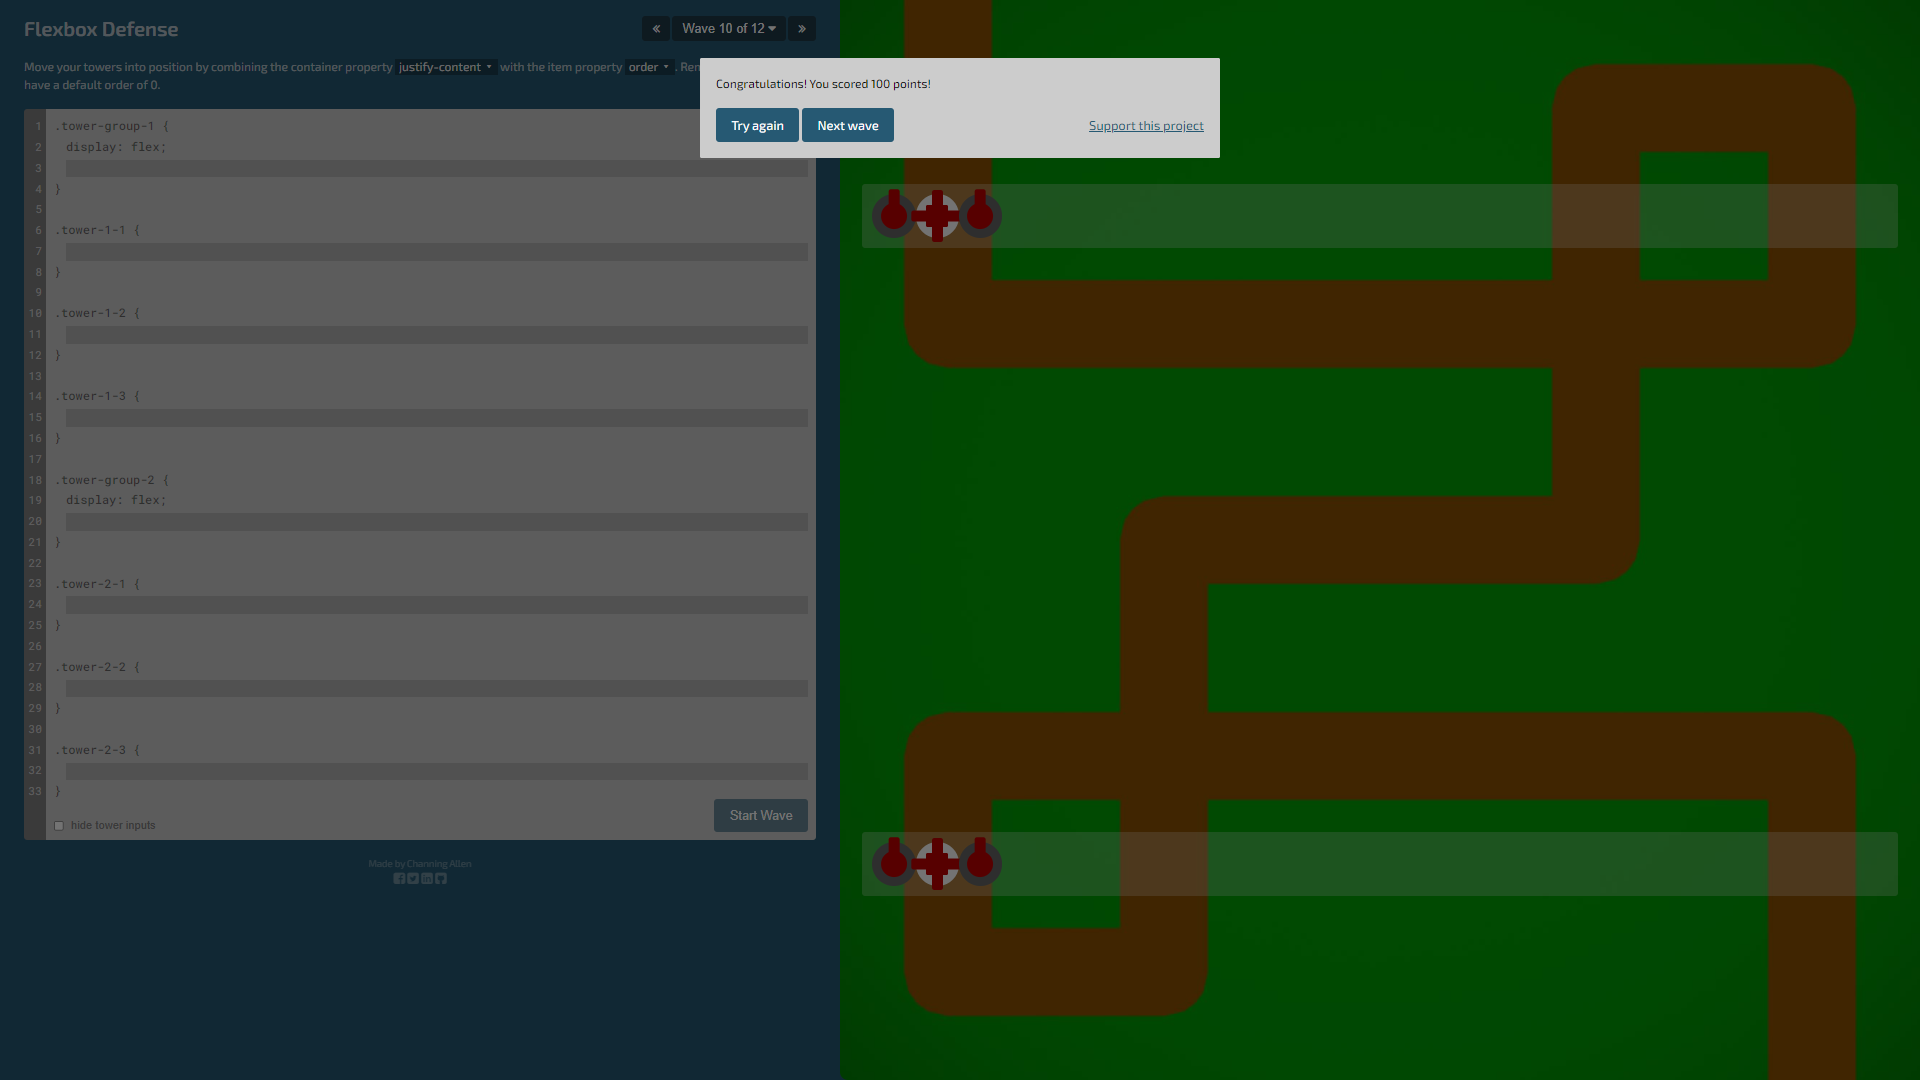 Flexbox Defense
« Wave 10 of 12 »
Move your towers into position by combining the container property justify-content with the item property order . Ren
have a default order of 0.
Congratulations! You scored 100 points!
Try again Next wave Support this project
1 .tower-group-1 {
2 display: flex;
3
4 }
5
6 .tower-1-1 {
7
8 }
9
10 .tower-1-2 {
11
12 }
13
14 .tower-1-3 {
15
16 }
17
18 .tower-group-2 {
19 display: flex;
20
21 }
22
23 .tower-2-1 {
24
25 }
26
27 .tower-2-2 {
28
29 }
30
31 .tower-2-3 {
32
33 }
hide tower inputs
Start Wave
Made by Channing Allen